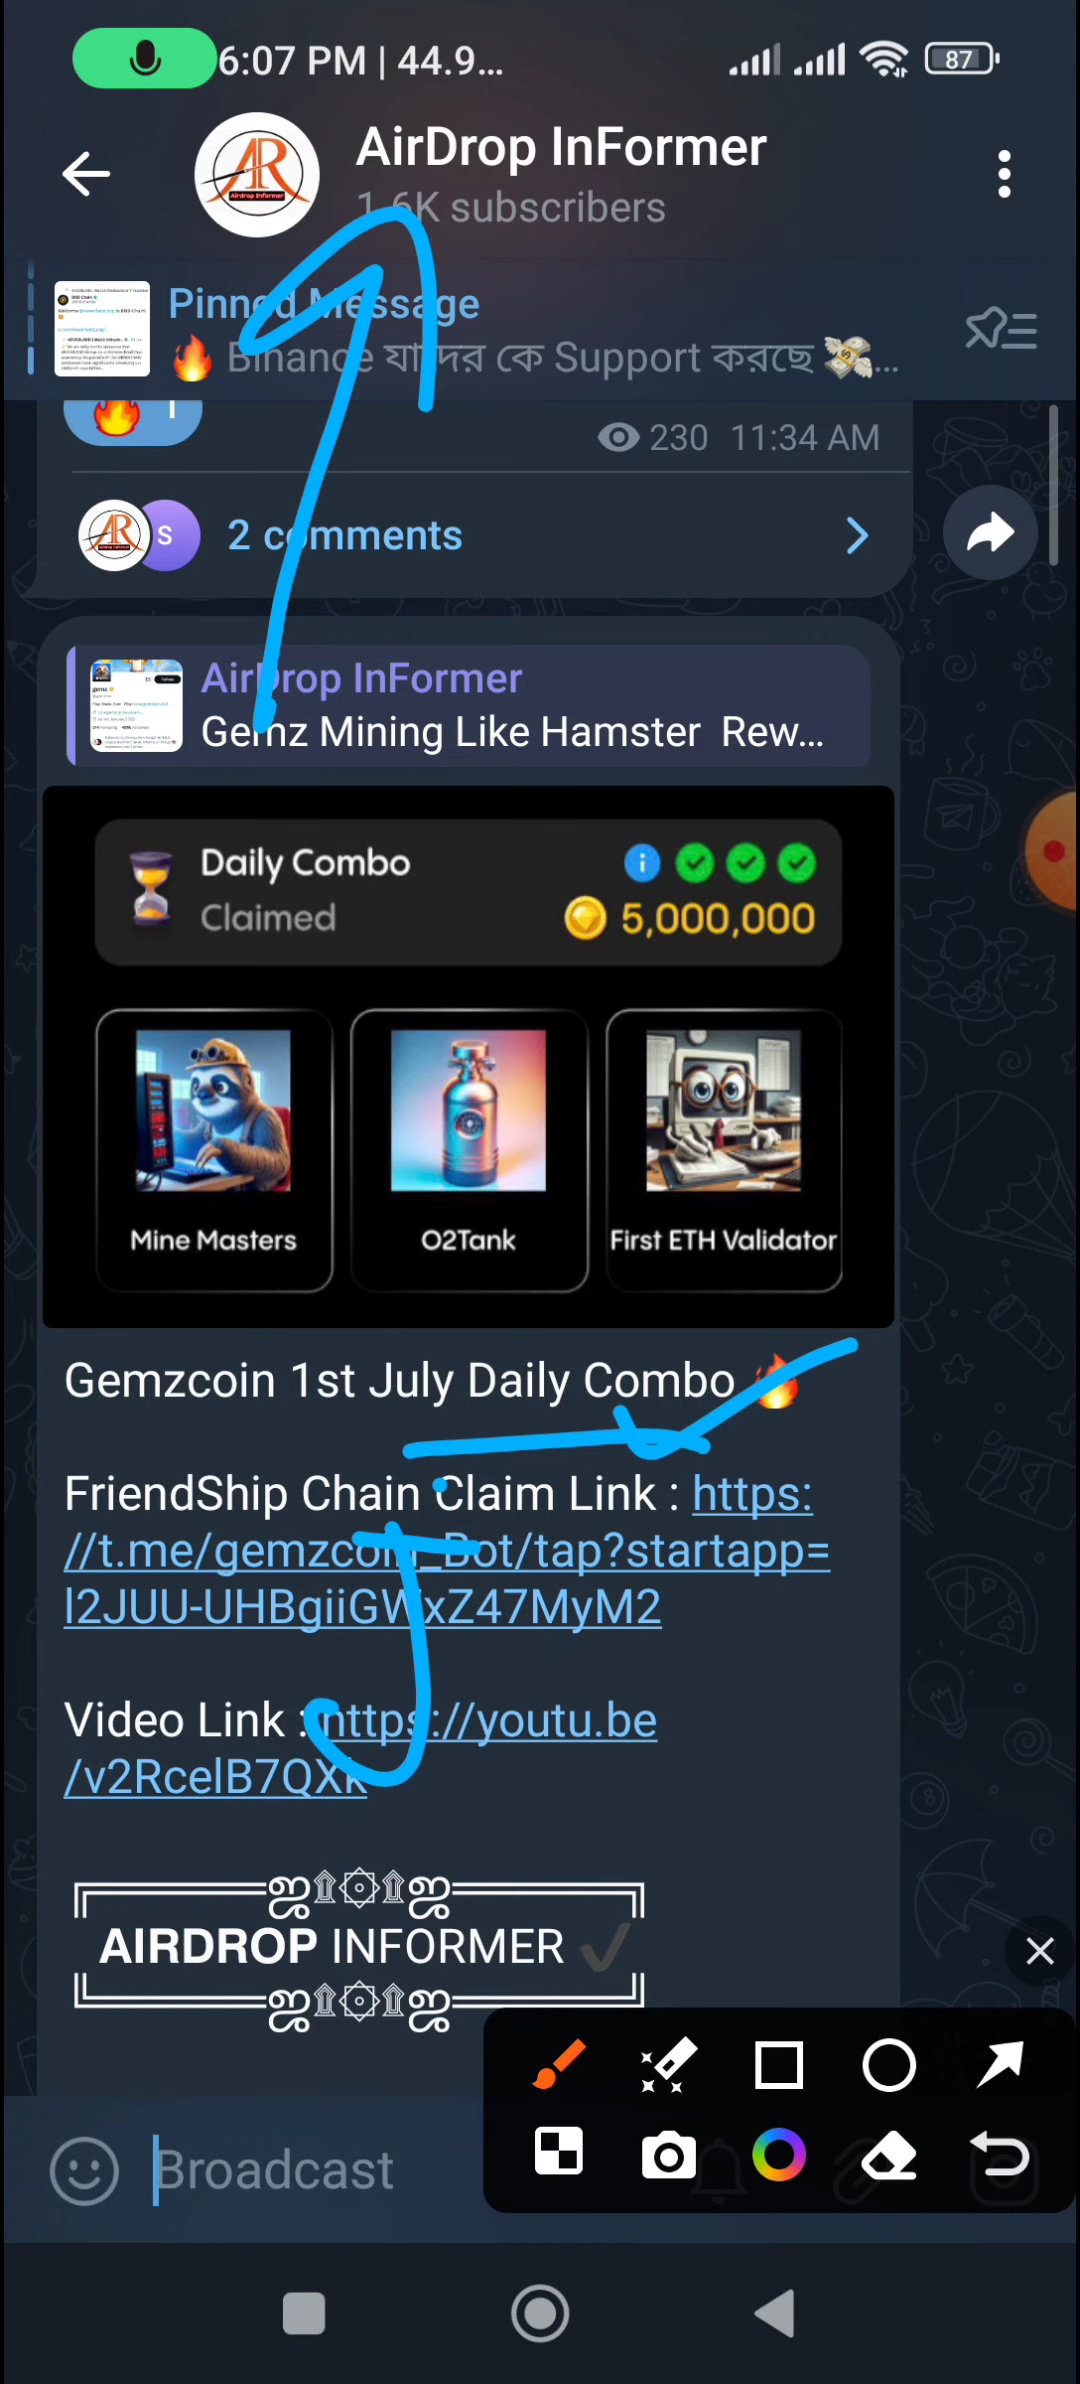 6:07 PM | 44.9...
87
AirDrop InFormer
1.6K subscribers
Pinned Message
🔥 Binance যাদের কে Support করছে 💸...
1
230 11:34 AM
S
2 comments
AirDrop InFormer
Gemz Mining Like Hamster Rew...
Daily Combo
Claimed
5,000,000
Mine Masters
O2Tank
First ETH Validator
Gemzcoin 1st July Daily Combo 🔥
FriendShip Chain Claim Link : https:
//t.me/gemzcoin_Bot/tap?startapp=
l2JUU-UHBgiiGWxZ47MyM2
Video Link : https://youtu.be
/v2RcelB7QXk
╔═════ஜ۩۞۩ஜ═════╗
AIRDROP INFORMER ✔
╚═════ஜ۩۞۩ஜ═════╝
Broadcast